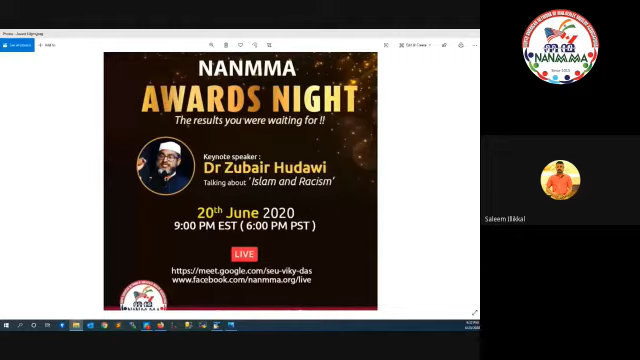 NANMMA
AWARDS NIGHT
The results you were waiting for !!
Keynote speaker :
Dr Zubair Hudawi
Talking about 'Islam and Racism'
20th June 2020
9:00 PM EST ( 6:00 PM PST )
LIVE
https://meet.google.com/seu-viky-das
www.facebook.com/nanmma.org/live
NANMMA
Saleem Illikkal